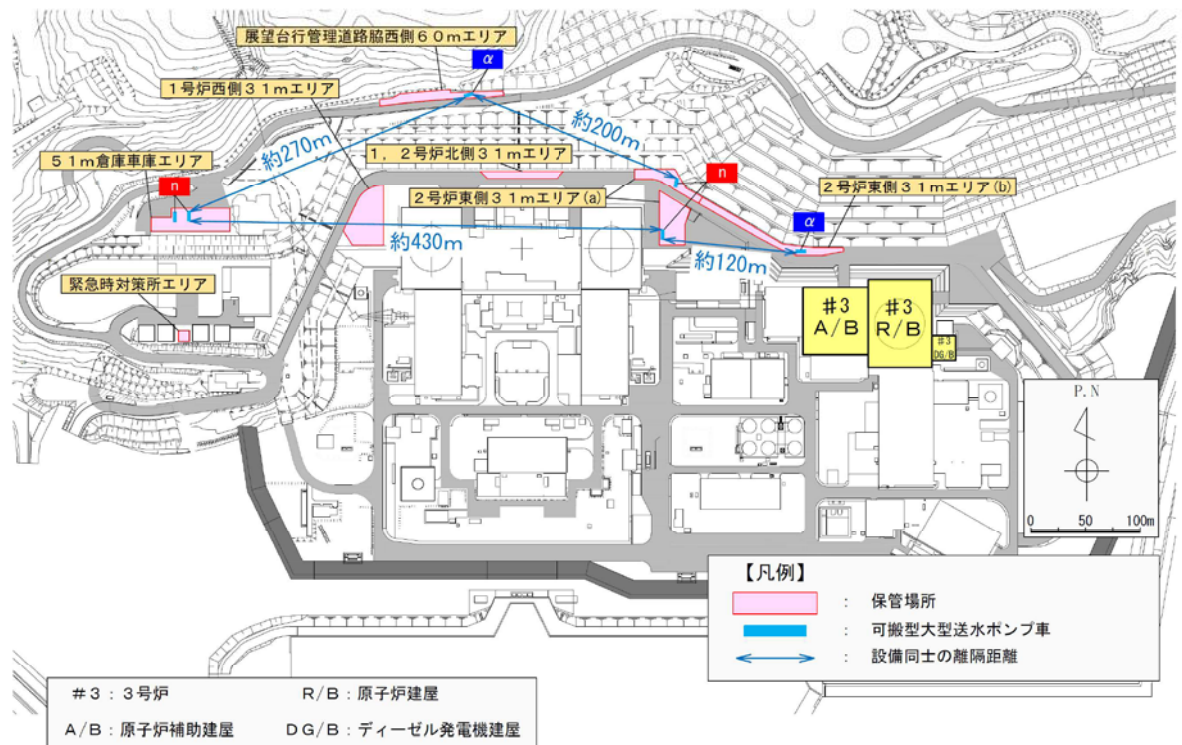 展望台行管理道路脇西側60mエリア
α
1号炉西側31mエリア
約270m
約200m
1，2号炉北側31mエリア
51m倉庫車庫エリア
n
n
2号炉東側31mエリア(b)
2号炉東側31mエリア(a)
α
約430m
約120m
緊急時対策所エリア
#3
A/B
#3
R/B
#3
DG/B
P.N
0 50 100m
【凡例】
： 保管場所
： 可搬型大型送水ポンプ車
： 設備同士の離隔距離
#3：3号炉 R/B：原子炉建屋
A/B：原子炉補助建屋 DG/B：ディーゼル発電機建屋